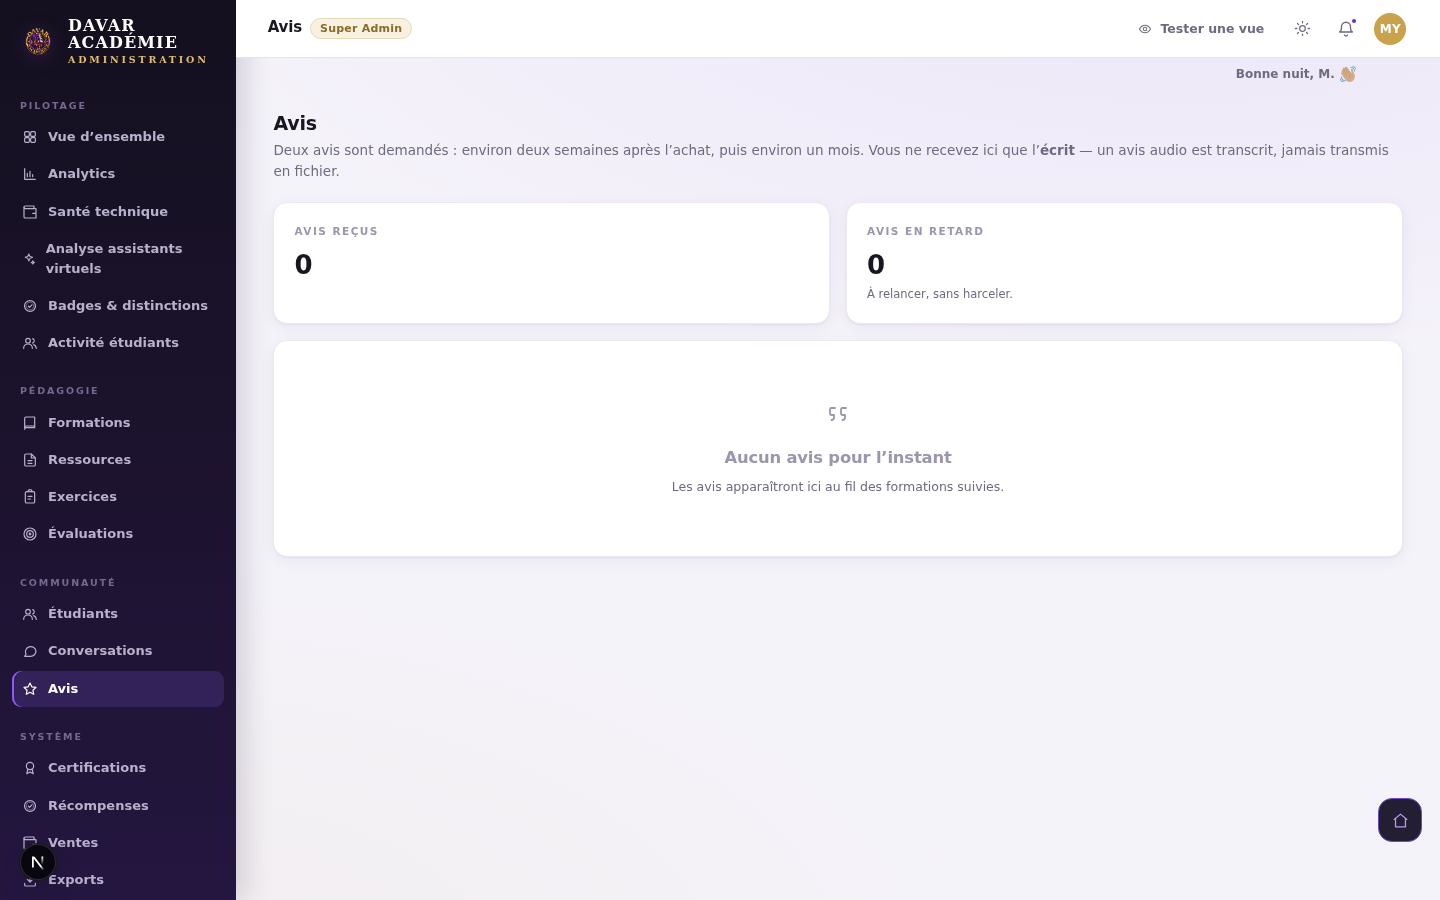 DAVAR
ACADÉMIE
ADMINISTRATION
PILOTAGE
Vue d’ensemble
Analytics
Santé technique
Analyse assistants
virtuels
Badges & distinctions
Activité étudiants
PÉDAGOGIE
Formations
Ressources
Exercices
Évaluations
COMMUNAUTÉ
Étudiants
Conversations
Avis
SYSTÈME
Certifications
Récompenses
Ventes
Exports
Avis
Super Admin
Tester une vue
MY
Bonne nuit, M.
Avis
Deux avis sont demandés : environ deux semaines après l’achat, puis environ un mois. Vous ne recevez ici que l’écrit — un avis audio est transcrit, jamais transmis
en fichier.
AVIS REÇUS
0
AVIS EN RETARD
0
À relancer, sans harceler.
Aucun avis pour l’instant
Les avis apparaîtront ici au fil des formations suivies.